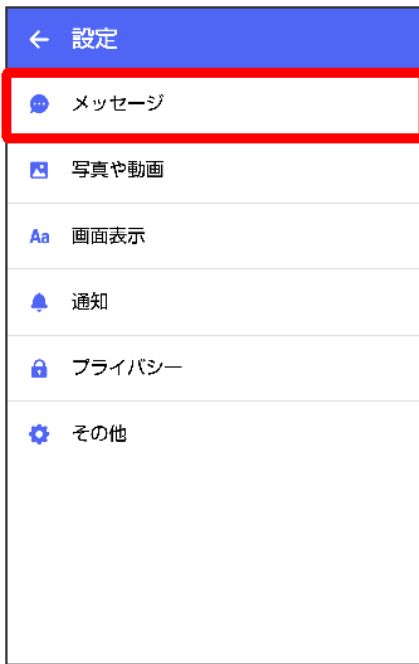 設定
メッセージ
写真や動画
Aa 画面表示
通知
プライバシー
その他